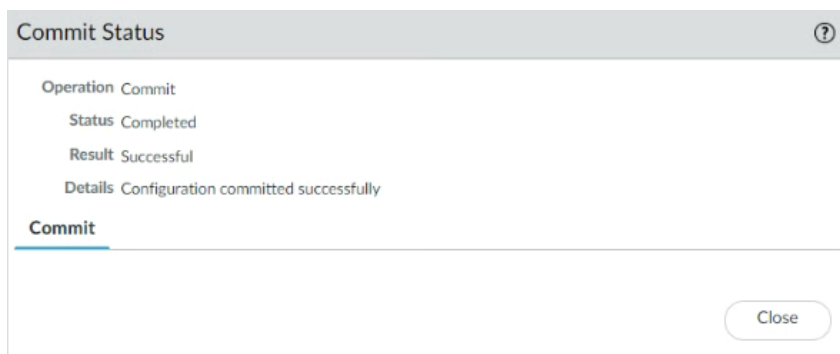 Commit Status
Operation Commit
Status Completed
Result Successful
Details Configuration committed successfully
Commit
Close